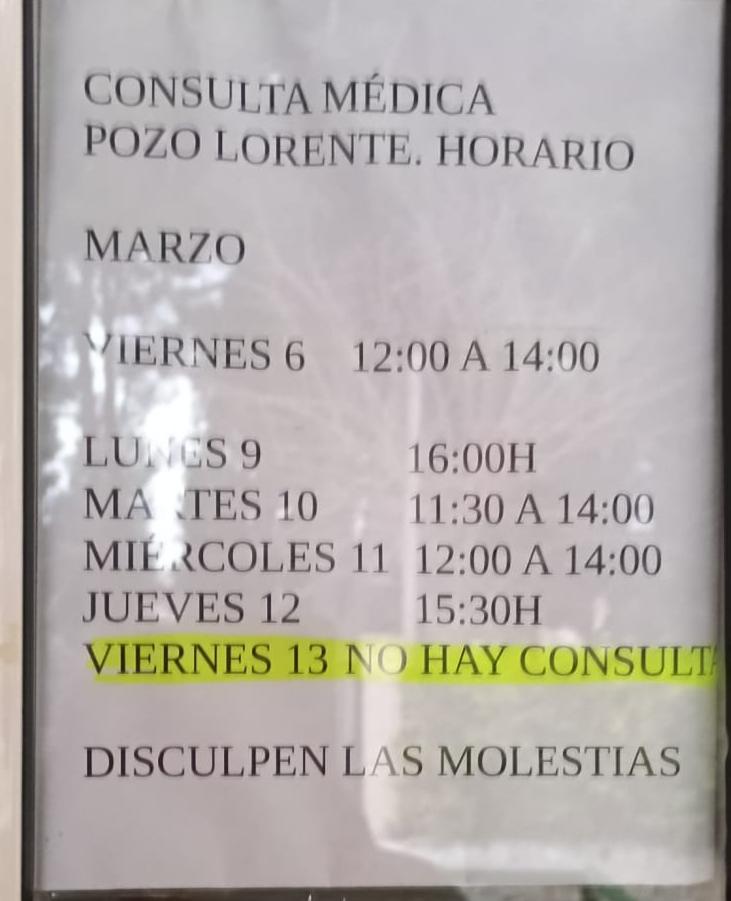 CONSULTA MÉDICA
POZO LORENTE. HORARIO
MARZO
VIERNES 6 12:00 A 14:00
LUNES 9 16:00H
MARTES 10 11:30 A 14:00
MIÉRCOLES 11 12:00 A 14:00
JUEVES 12 15:30H
VIERNES 13 NO HAY CONSULTA
DISCULPEN LAS MOLESTIAS